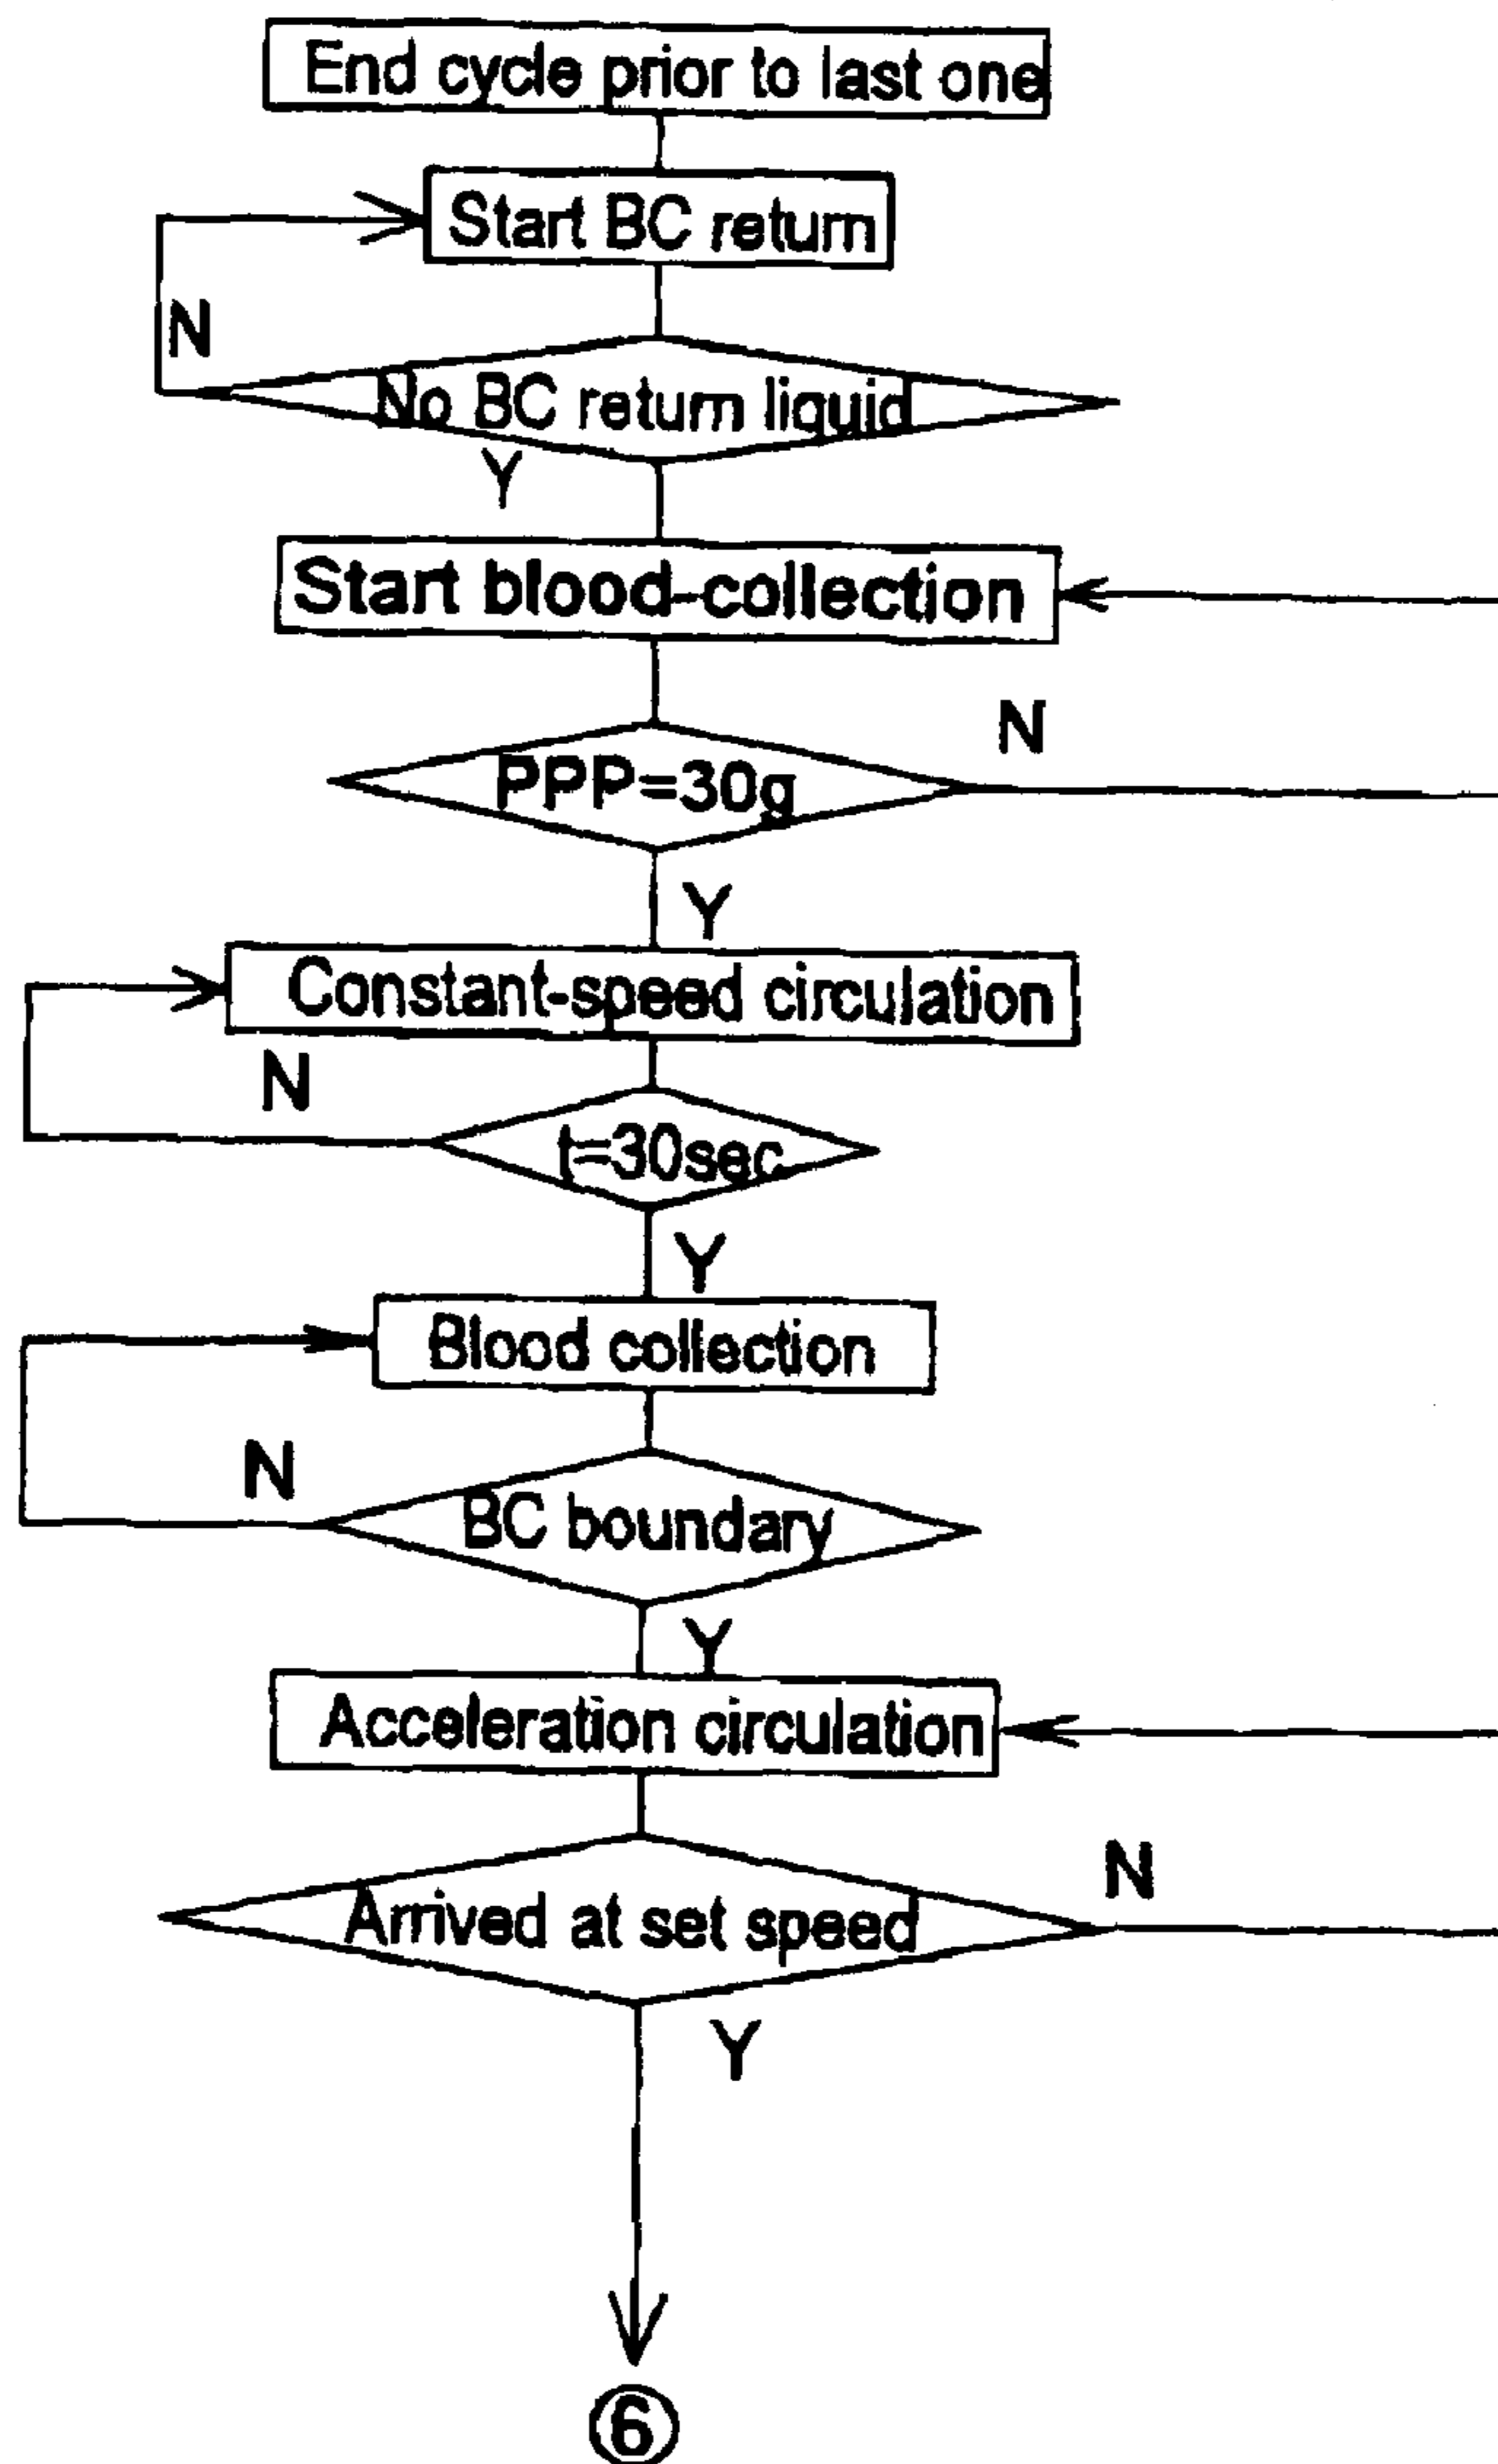 End cycle prior to last one
Start BC return
N
No BC return liquid
Y
Start blood-collection
N
PPP=30g
Y
Constant-speed circulation
N
t=30sec
Y
Blood collection
N
BC boundary
Y
Acceleration circulation
N
Arrived at set speed
Y
⑥